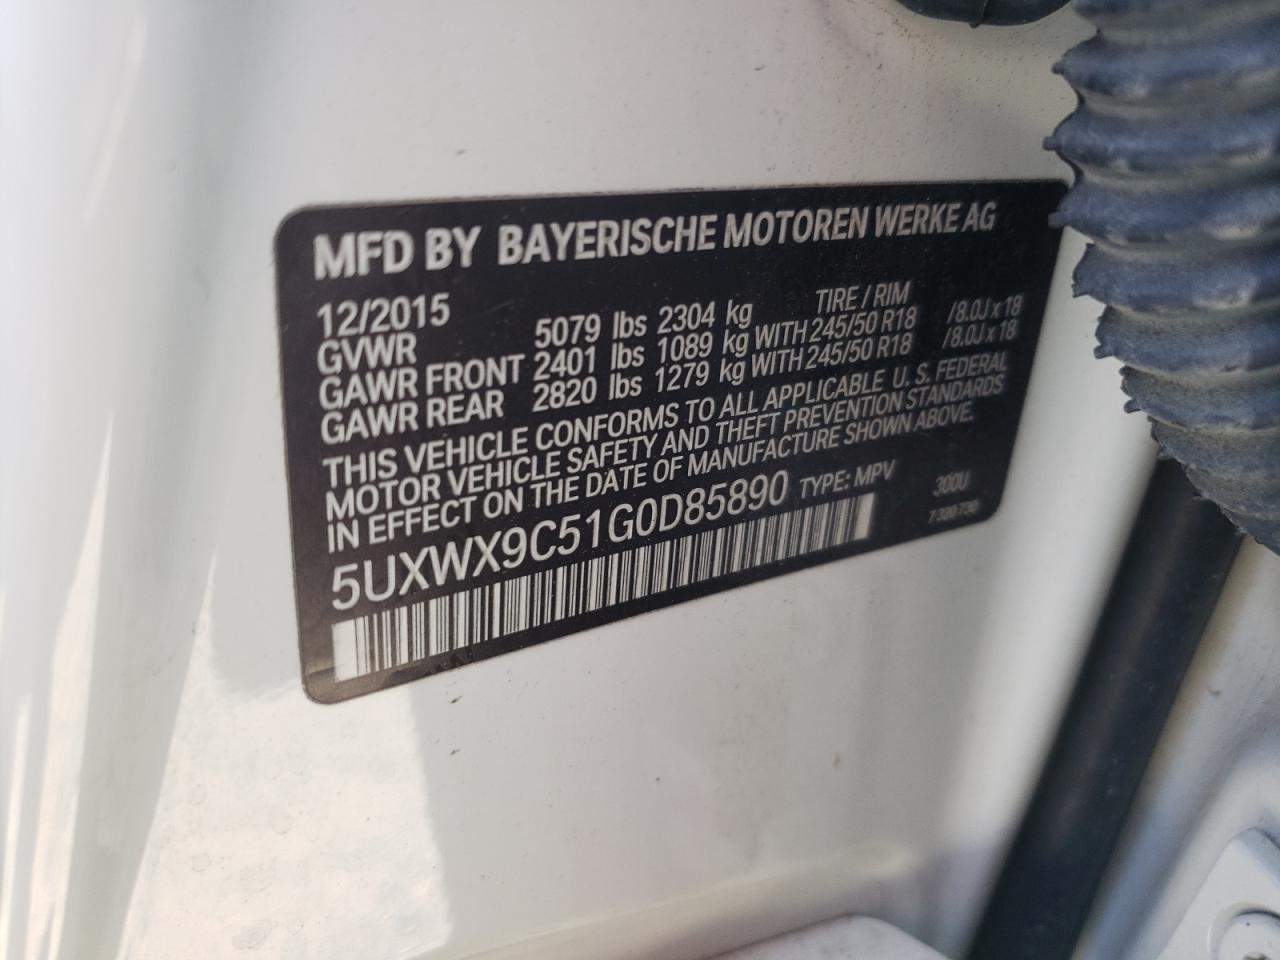 MFD BY BAYERISCHE MOTOREN WERKE AG
12/2015 TIRE / RIM
GVWR 5079 lbs 2304 kg
GAWR FRONT 2401 lbs 1089 kg WITH 245/50 R18 /8.0J x 18
GAWR REAR 2820 lbs 1279 kg WITH 245/50 R18 /8.0J x 18
THIS VEHICLE CONFORMS TO ALL APPLICABLE U. S. FEDERAL
MOTOR VEHICLE SAFETY AND THEFT PREVENTION STANDARDS
IN EFFECT ON THE DATE OF MANUFACTURE SHOWN ABOVE.
5UXWX9C51G0D85890 TYPE: MPV 300U
7 320 730